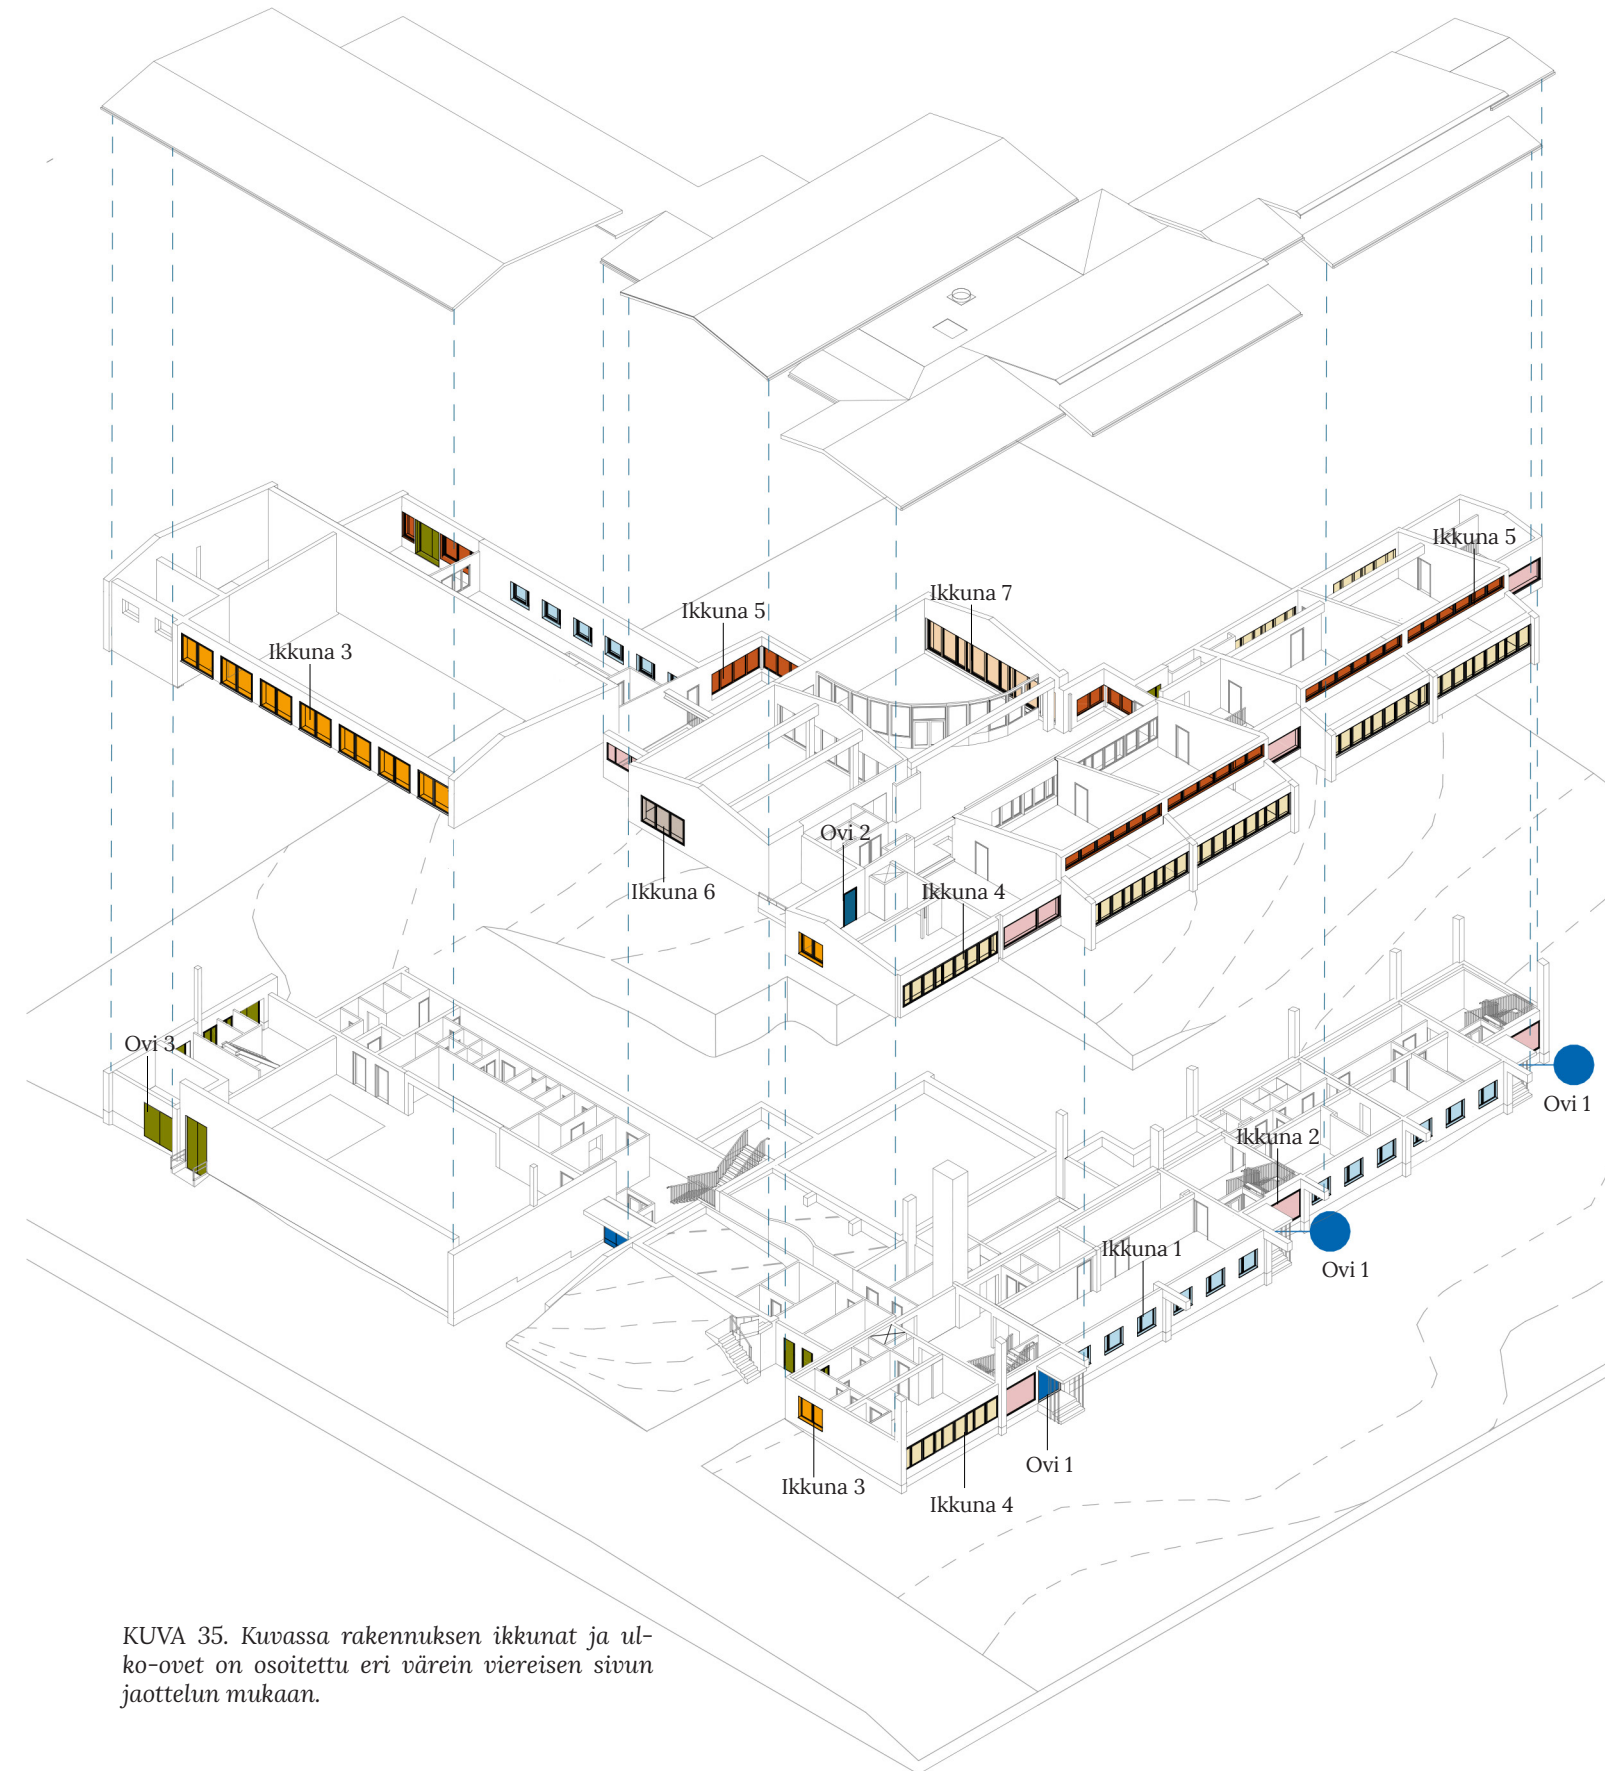 Ikkuna 5
Ikkuna 7
Ikkuna 5
Ikkuna 3
Ovi 2
Ikkuna 6
Ikkuna 4
Ovi 3
Ovi 1
Ikkuna 2
Ikkuna 1
Ovi 1
Ovi 1
Ikkuna 3
Ikkuna 4
KUVA 35. Kuvassa rakennuksen ikkunat ja ul-
ko-ovet on osoitettu eri värein viereisen sivun
jaottelun mukaan.